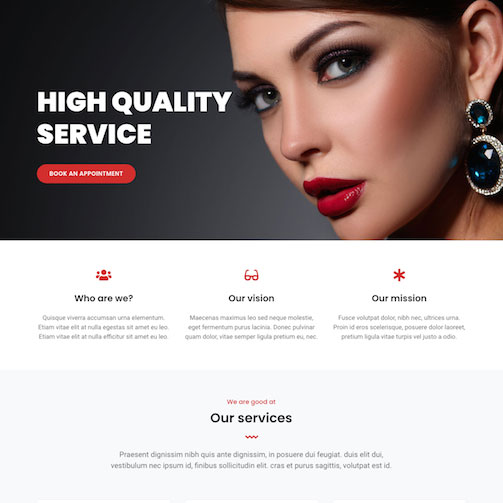 HIGH QUALITY
SERVICE
BOOK AN APPOINTMENT
Who are we?
Quisque viverra accumsan urna elementum.
Etiam vitae elit at nulla egestas sit amet eu leo.
Etiam vitae elit at nulla efficitur sit amet eu leo.
Our vision
Maecenas maximus leo sed neque molestie,
eget fermentum purus lacinia. Donec pulvinar
quam dolor, vitae semper ligula pretium eu, nec.
Our mission
Fusce volutpat dolor, nibh nec, ultrices urna.
Proin id eros scelerisque, posuere dolor laoreet,
pretium ligula vitae turpis vel justo a odio.
We are good at
Our services
Praesent dignissim nibh quis ante dignissim, in posuere dui feugiat. duis elit dui,
vestibulum nec ipsum id, finibus sollicitudin elit. cras et purus sagittis, volutpat est id.